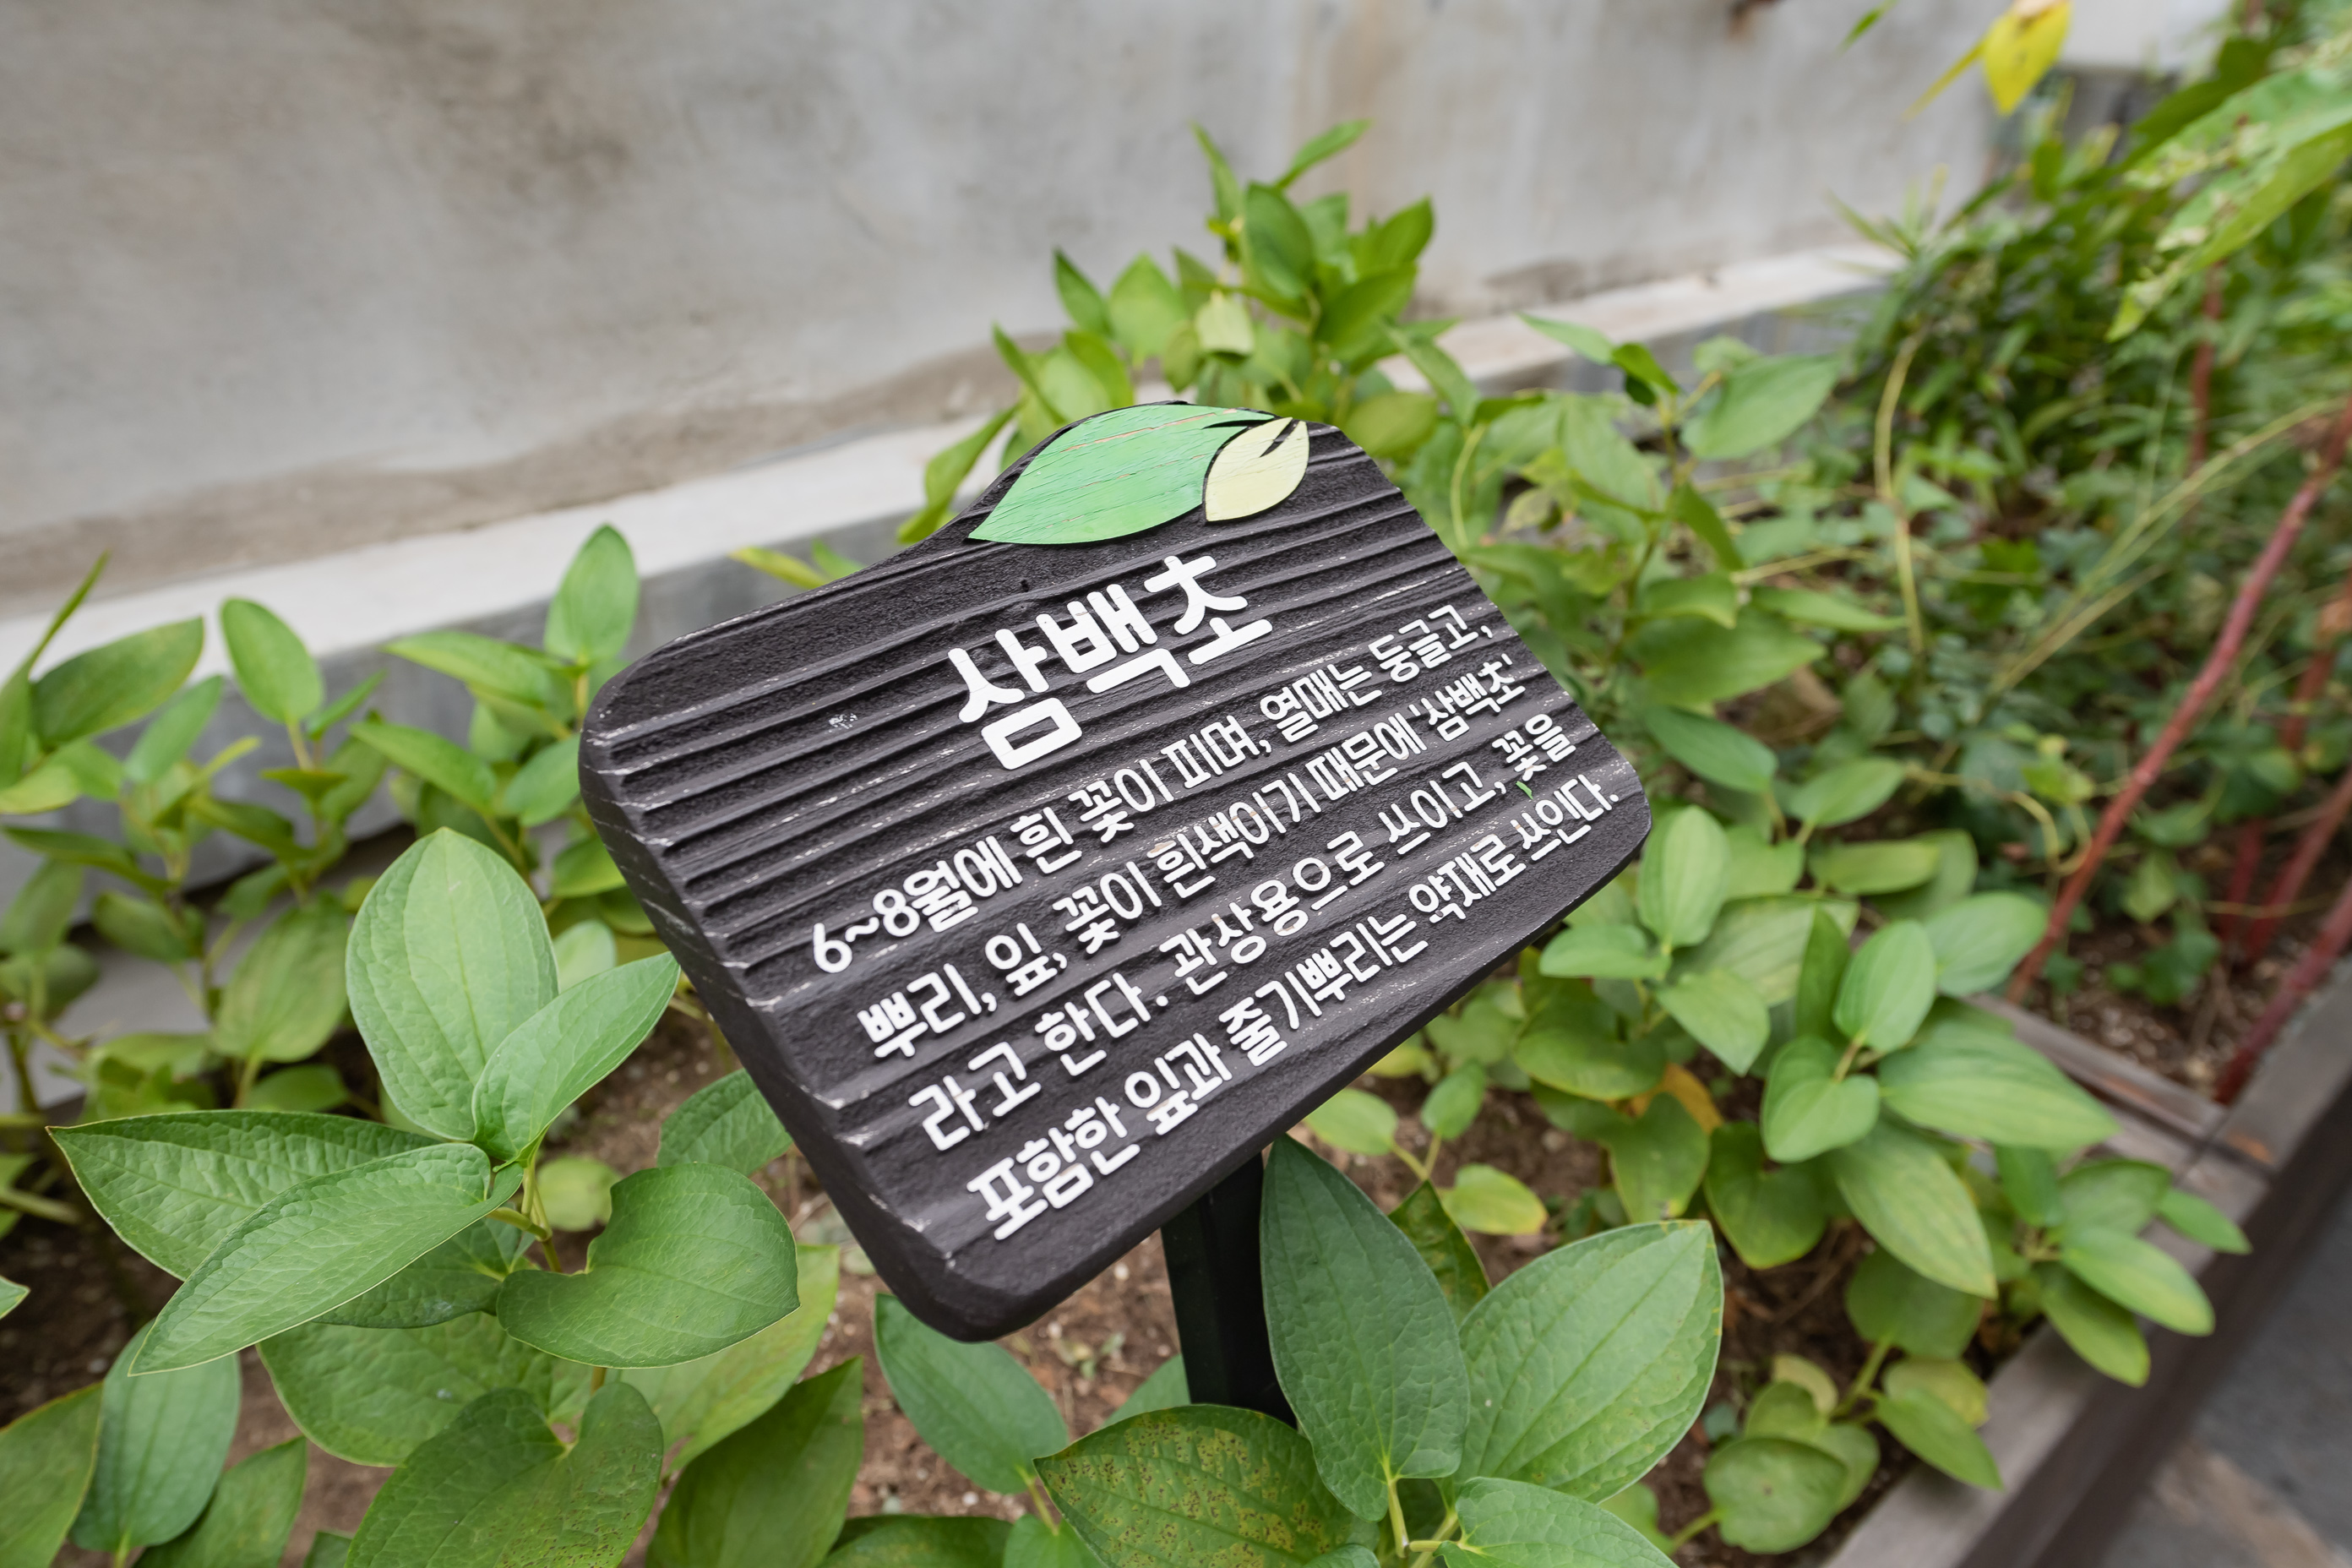 삼백초
6~8월에 흰 꽃이 피며, 열매는 둥글고,
뿌리, 잎, 꽃이 흰색이기 때문에 '삼백초'
라고 한다. 관상용으로 쓰이고, 꽃을
포함한 잎과 줄기뿌리는 약재로 쓰인다.